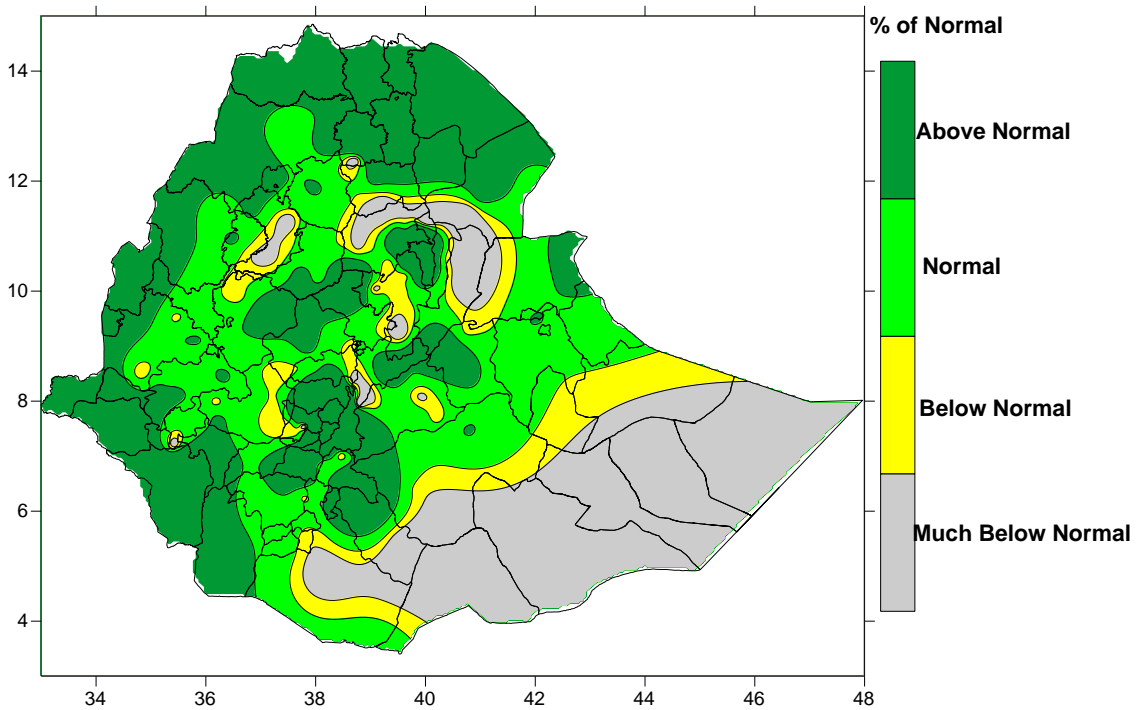 % of Normal
14
12
10
8
6
4
34 36 38 40 42 44 46 48
Above Normal
Normal
Below Normal
Much Below Normal